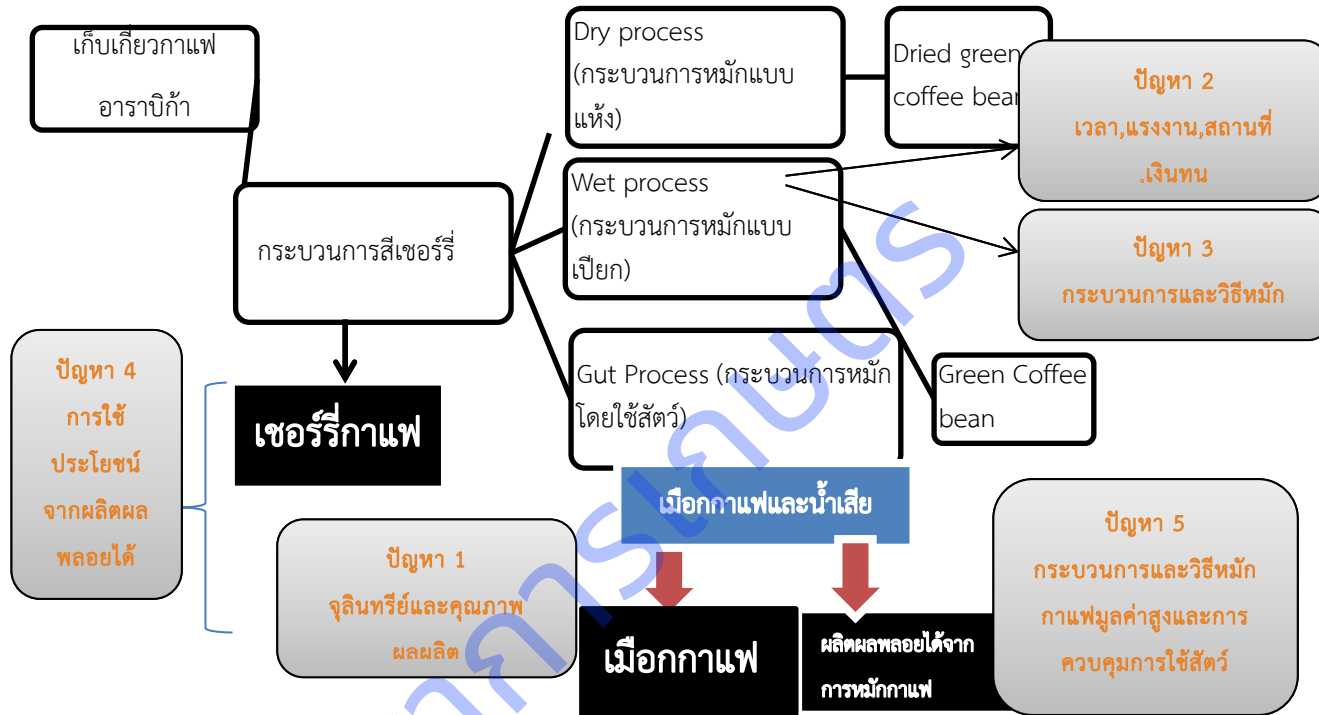 เก็บเกี่ยวกาแฟ
อาราบิก้า
Dry process
(กระบวนการหมักแบบ
แห้ง)
Dried green
coffee bean
ปัญหา 2
เวลา,แรงงาน,สถานที่
.เงินทน
กระบวนการสีเชอร์รี่
Wet process
(กระบวนการหมักแบบ
เปียก)
ปัญหา 3
กระบวนการและวิธีหมัก
ปัญหา 4
การใช้
ประโยชน์
จากผลิตผล
พลอยได้
เชอร์รี่กาแฟ
Gut Process (กระบวนการหมัก
โดยใช้สัตว์)
Green Coffee
bean
เมือกกาแฟและน้ำเสีย
ปัญหา 1
จุลินทรีย์และคุณภาพ
ผลผลิต
เมือกกาแฟ
ผลิตผลพลอยได้จาก
การหมักกาแฟ
ปัญหา 5
กระบวนการและวิธีหมัก
กาแฟมูลค่าสูงและการ
ควบคุมการใช้สัตว์
าการเกษตร